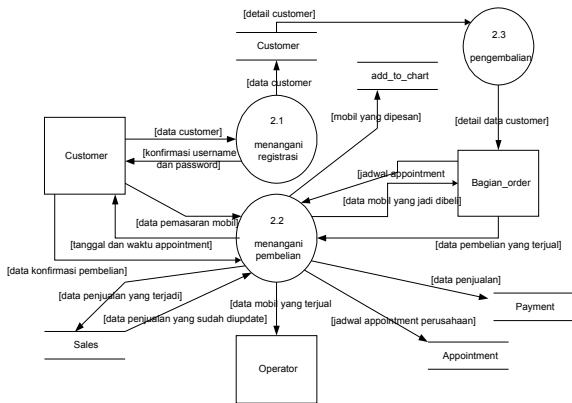 [detail customer]
2.3
pengembalian
Customer
add_to_chart
[data customer]
2.1
menangani
registrasi
[mobil yang dipesan]
[detail data customer]
Customer
[data customer]
[konfirmasi username
dan password]
[jadwal appointment]
Bagian_order
[data mobil yang jadi dibeli]
[data pemasaran mobil]
2.2
menangani
pembelian
[tanggal dan waktu appointment]
[data pembelian yang terjual]
[data konfirmasi pembelian]
[data penjualan]
[data penjualan yang terjadi]
[data mobil yang terjual]
Payment
[data penjualan yang sudah diupdate]
[jadwal appointment perusahaan]
Sales
Appointment
Operator